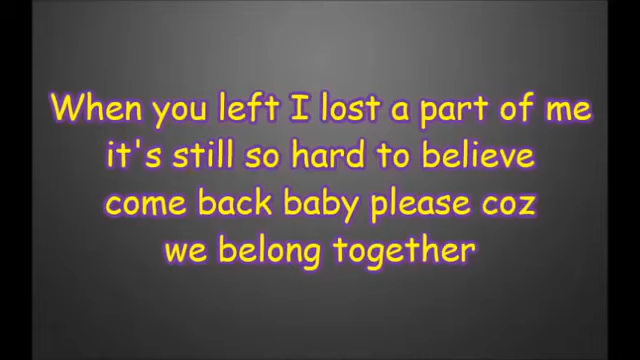 When you left I lost a part of me
it's still so hard to believe
come back baby please coz
we belong together